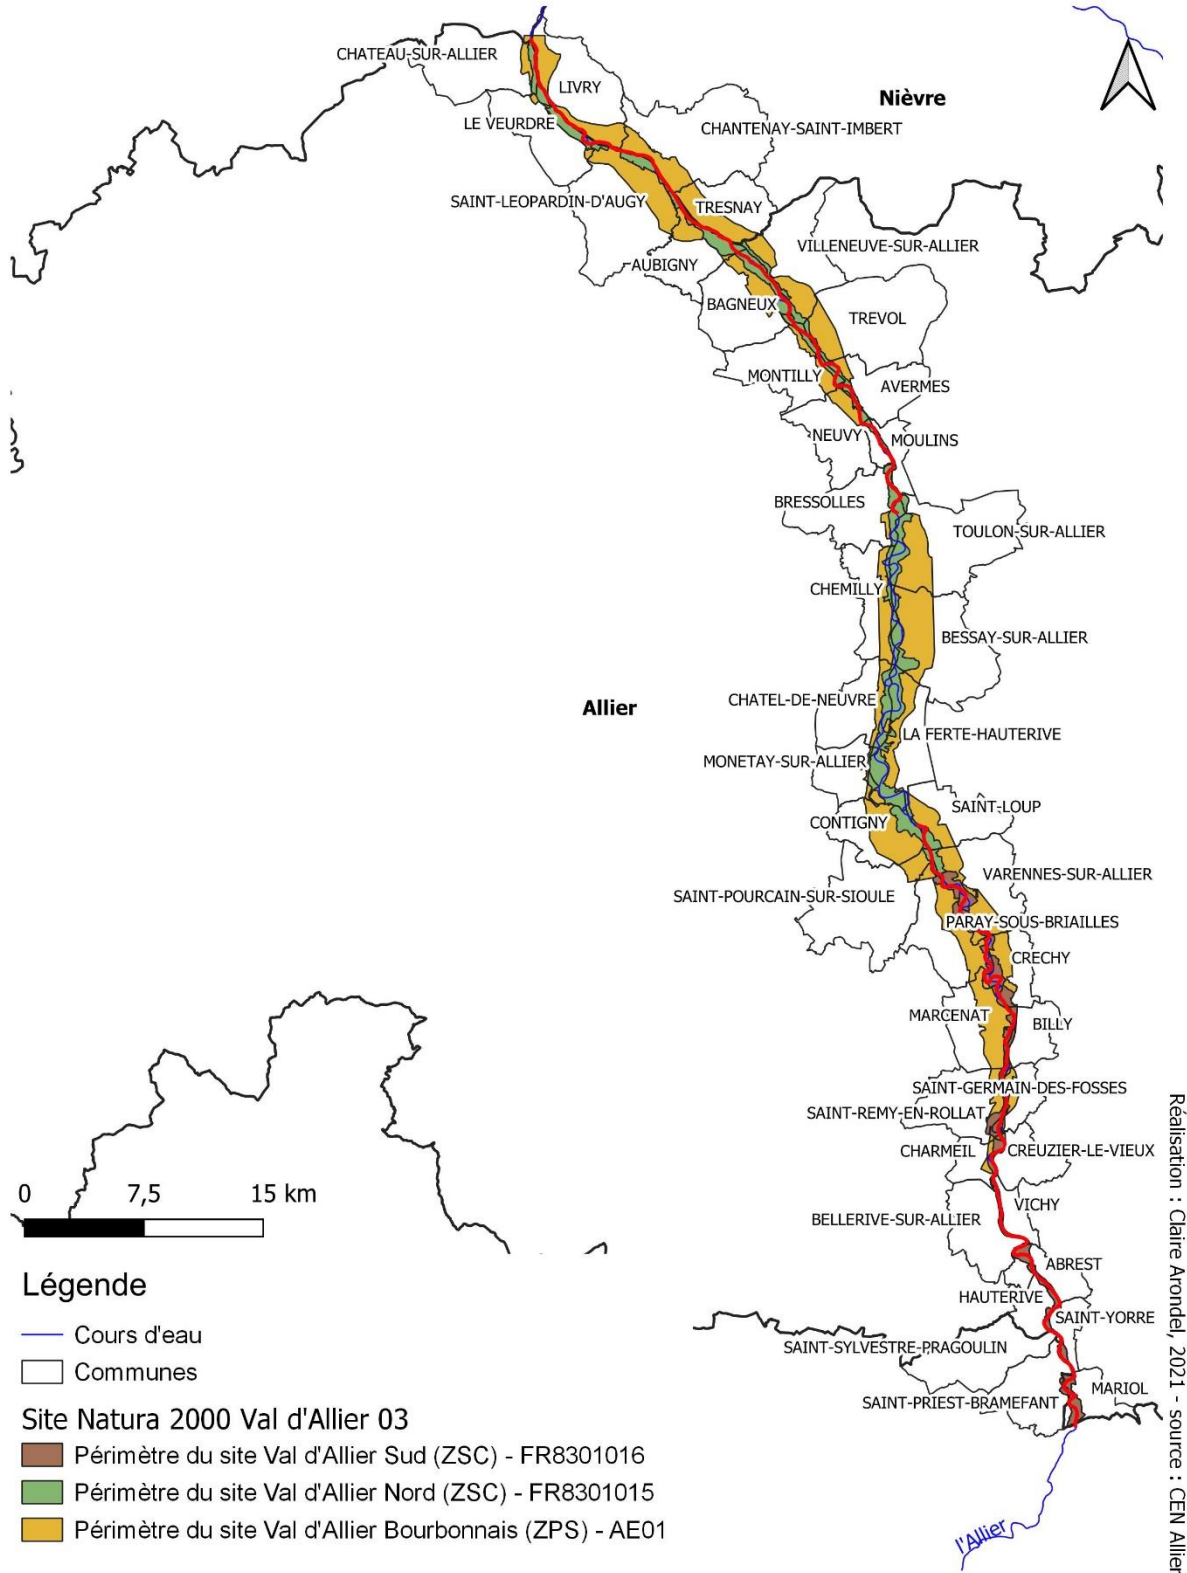 CHATEAU-SUR-ALLIER
LIVRY
Nièvre
LE VEURDRE
CHANTENAY-SAINT-IMBERT
SAINT-LEOPARDIN-D'AUGY
TRESNAY
VILLENEUVE-SUR-ALLIER
AUBIGNY
BAGNEUX
TREVOL
MONTILLY
AVERMES
NEUVY
MOULINS
BRESSOLLES
TOULON-SUR-ALLIER
CHEMILLY
BESSAY-SUR-ALLIER
CHATEL-DE-NEUVRE
Allier
LA FERTE-HAUTERIVE
MONETAY-SUR-ALLIER
SAINT-LOUP
CONTIGNY
VARENNES-SUR-ALLIER
SAINT-POURCAIN-SUR-SIOULE
PARAY-SOUS-BRIAILLES
CRECHY
MARCENAT
BILLY
SAINT-GERMAIN-DES-FOSSES
SAINT-REMY-EN-ROLLAT
CHARMEIL
CREUZIER-LE-VIEUX
VICHY
BELLERIVE-SUR-ALLIER
ABREST
HAUTERIVE
SAINT-YORRE
SAINT-SYLVESTRE-PRAGOULIN
MARIOL
SAINT-PRIEST-BRAMEFANT
l'Allier
0 7,5 15 km
Légende
Cours d'eau
Communes
Site Natura 2000 Val d'Allier 03
Périmètre du site Val d'Allier Sud (ZSC) - FR8301016
Périmètre du site Val d'Allier Nord (ZSC) - FR8301015
Périmètre du site Val d'Allier Bourbonnais (ZPS) - AE01
Réalisation : Claire Arondel, 2021 - source : CEN Allier